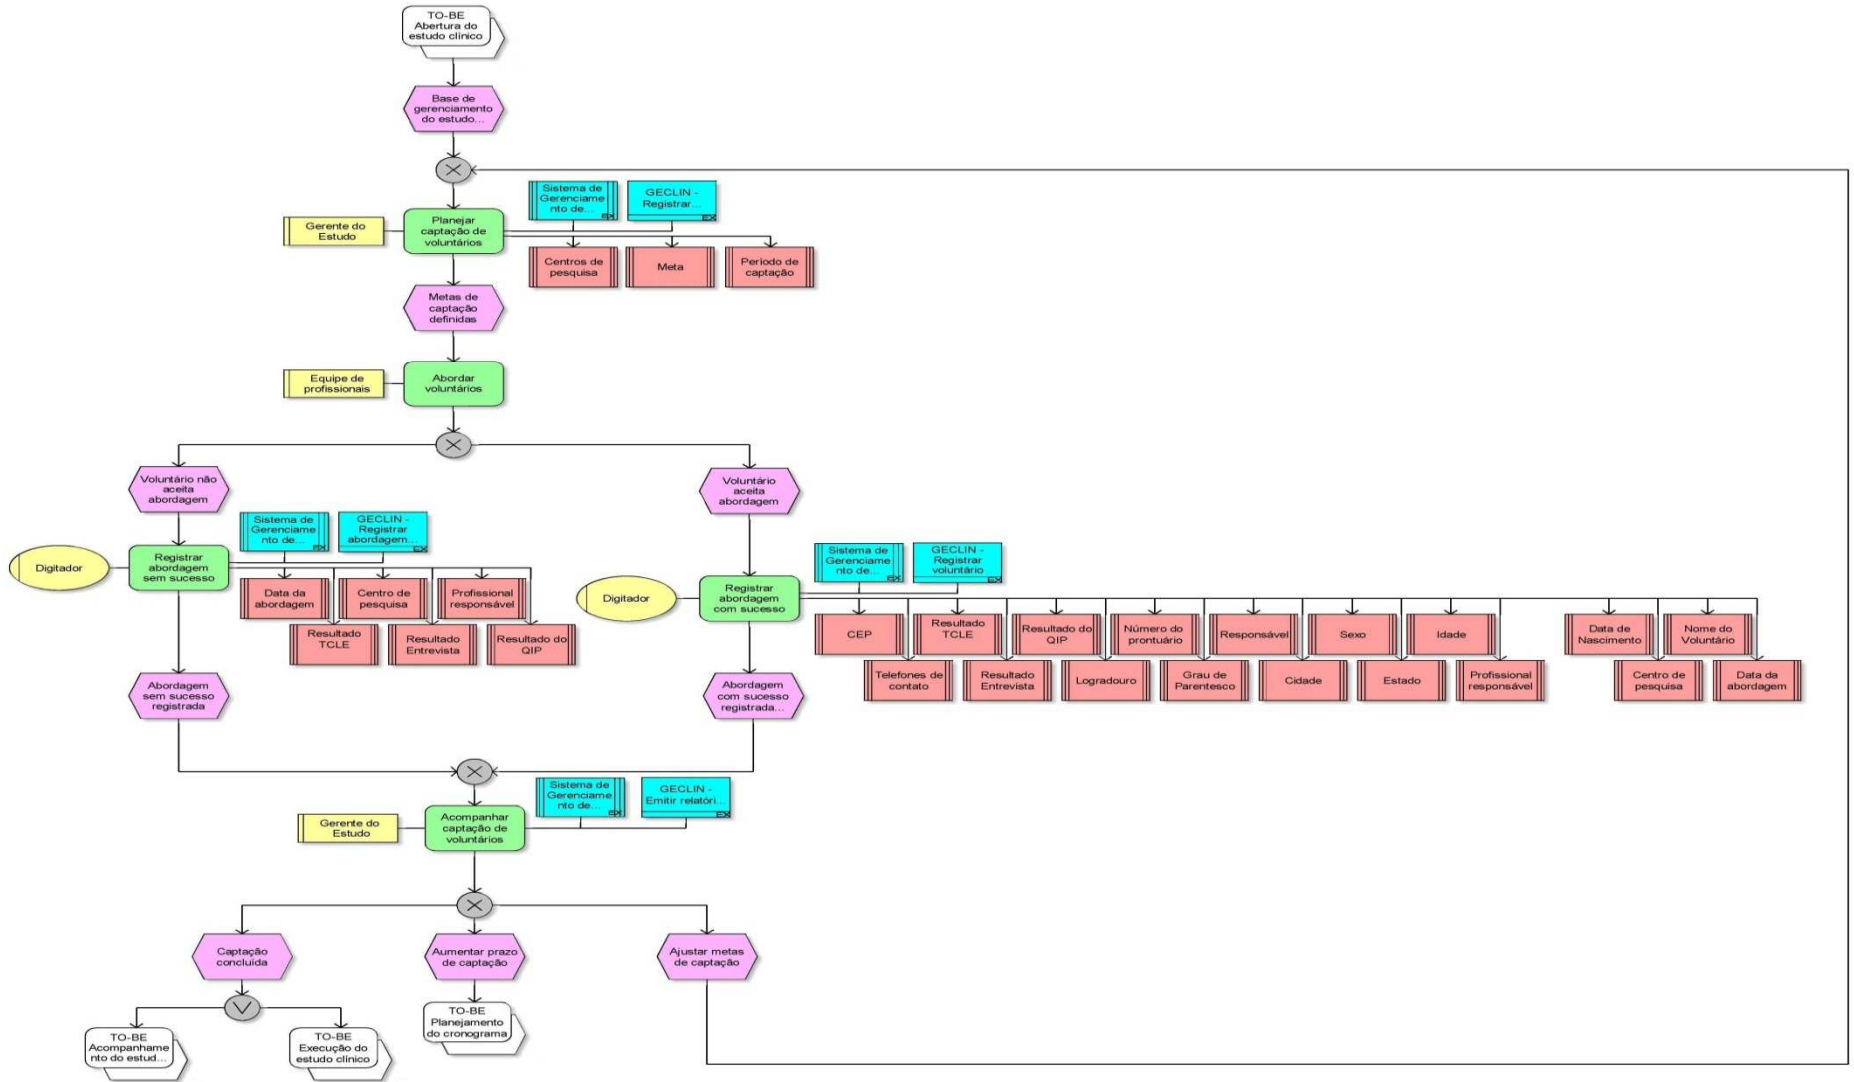 TO-BE
Abertura do
estudo clínico
Base de
gerenciamento
do estudo...
Sistema de
Gerenciame
nto de...
EX
GECLIN -
Registrar...
EX
Gerente do
Estudo
Planejar
captação de
voluntários
Centros de
pesquisa
Meta
Período de
captação
Metas de
captação
definidas
Equipe de
profissionais
Abordar
voluntários
Voluntário não
aceita
abordagem
Voluntário
aceita
abordagem
Sistema de
Gerenciame
nto de...
EX
GECLIN -
Registrar
abordagem...
EX
Digitador
Registrar
abordagem
sem sucesso
Data da
abordagem
Centro de
pesquisa
Profissional
responsável
Resultado
TCLE
Resultado
Entrevista
Resultado do
QIP
Sistema de
Gerenciame
nto de...
EX
GECLIN -
Registrar
voluntário
EX
Digitador
Registrar
abordagem
com sucesso
CEP
Resultado
TCLE
Resultado do
QIP
Número do
prontuário
Responsável
Sexo
Idade
Data de
Nascimento
Nome do
Voluntário
Telefones de
contato
Resultado
Entrevista
Logradouro
Grau de
Parentesco
Cidade
Estado
Profissional
responsável
Centro de
pesquisa
Data da
abordagem
Abordagem
sem sucesso
registrada
Abordagem
com sucesso
registrada...
Sistema de
Gerenciame
nto de...
EX
GECLIN -
Emitir relatóri...
EX
Gerente do
Estudo
Acompanhar
captação de
voluntários
Captação
concluída
Aumentar prazo
de captação
Ajustar metas
de captação
TO-BE
Acompanhame
nto do estud...
TO-BE
Execução do
estudo clínico
TO-BE
Planejamento
do cronograma